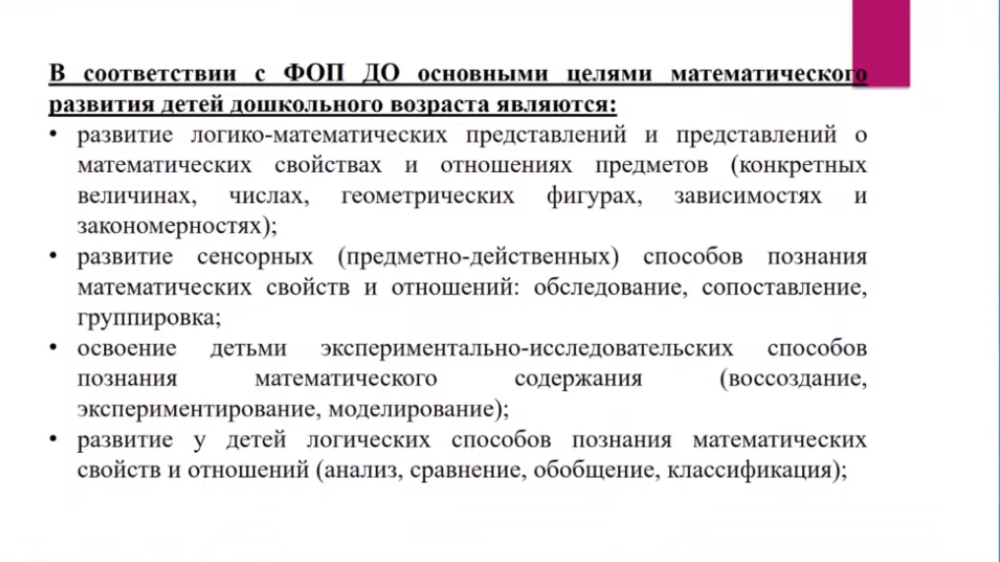 В соответствии с ФОП ДО основными целями математического
развития детей дошкольного возраста являются:
• развитие логико-математических представлений и представлений о
математических свойствах и отношениях предметов (конкретных
величинах, числах, геометрических фигурах, зависимостях и
закономерностях);
• развитие сенсорных (предметно-действенных) способов познания
математических свойств и отношений: обследование, сопоставление,
группировка;
• освоение детьми экспериментально-исследовательских способов
познания математического содержания (воссоздание,
экспериментирование, моделирование);
• развитие у детей логических способов познания математических
свойств и отношений (анализ, сравнение, обобщение, классификация);